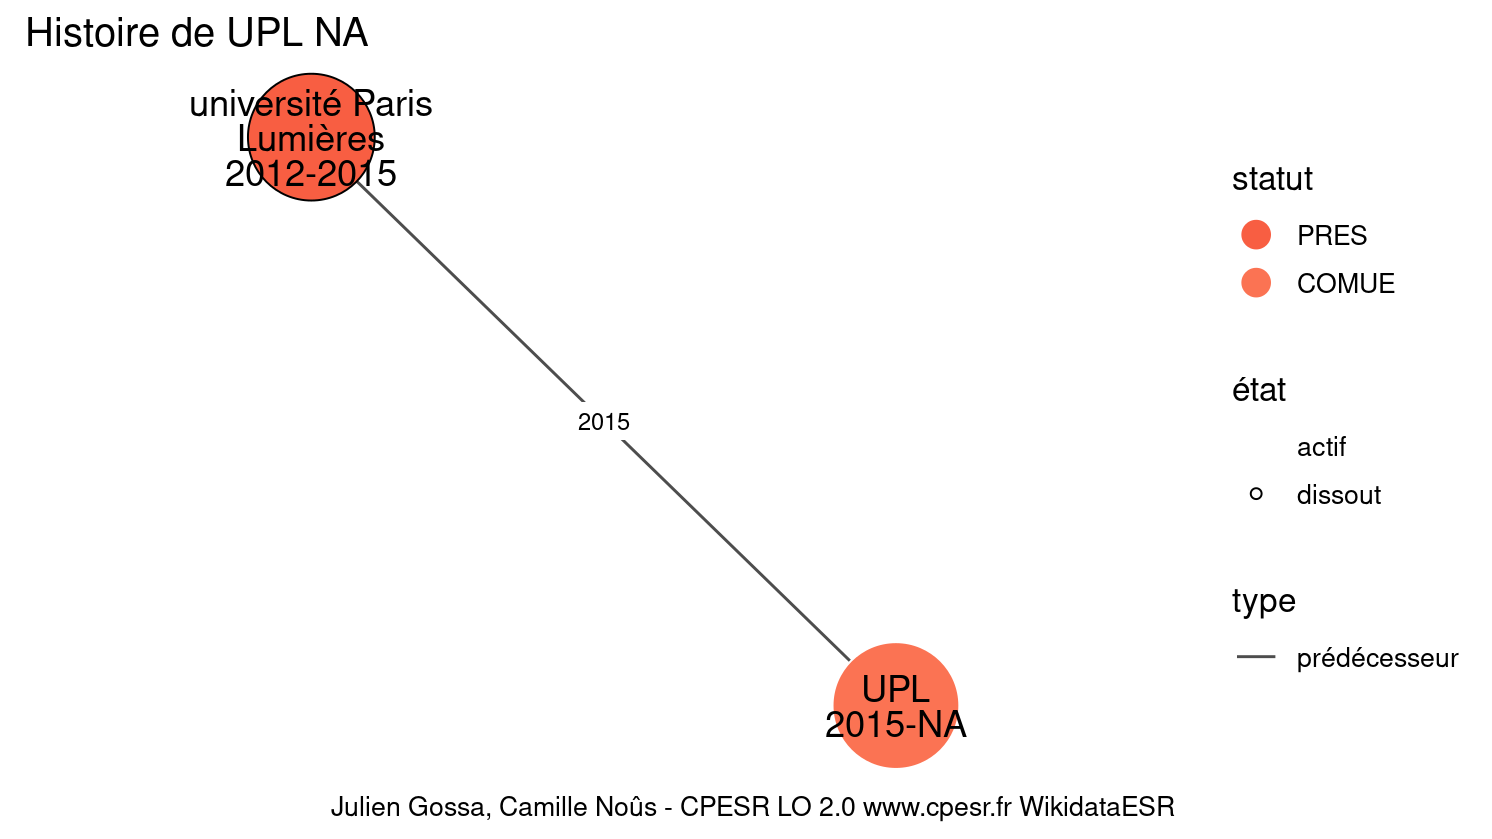 Histoire de UPL NA
université Paris
Lumières
2012-2015
2015
UPL
2015-NA
statut
PRES
COMUE
état
actif
dissout
type
prédécesseur
Julien Gossa, Camille Noûs - CPESR LO 2.0 www.cpesr.fr WikidataESR